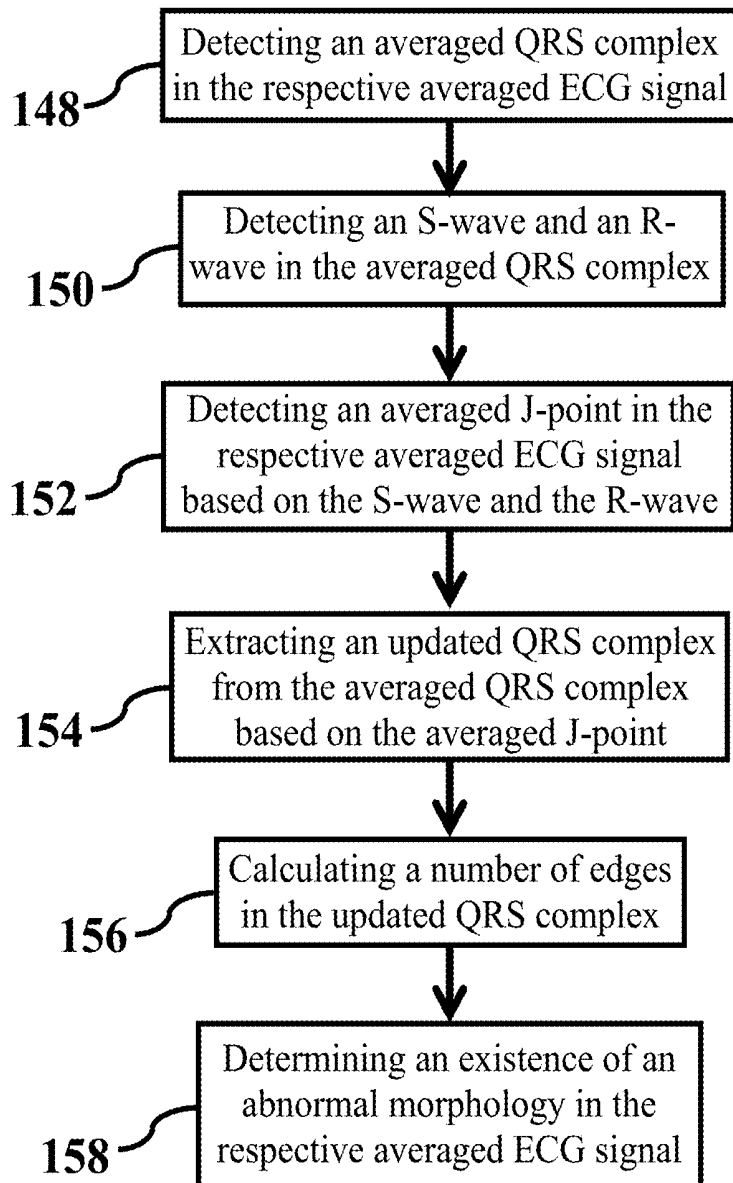 Detecting an averaged QRS complex
in the respective averaged ECG signal
148
Detecting an S-wave and an R-
wave in the averaged QRS complex
150
Detecting an averaged J-point in the
respective averaged ECG signal
based on the S-wave and the R-wave
152
Extracting an updated QRS complex
from the averaged QRS complex
based on the averaged J-point
154
Calculating a number of edges
in the updated QRS complex
156
Determining an existence of an
abnormal morphology in the
respective averaged ECG signal
158